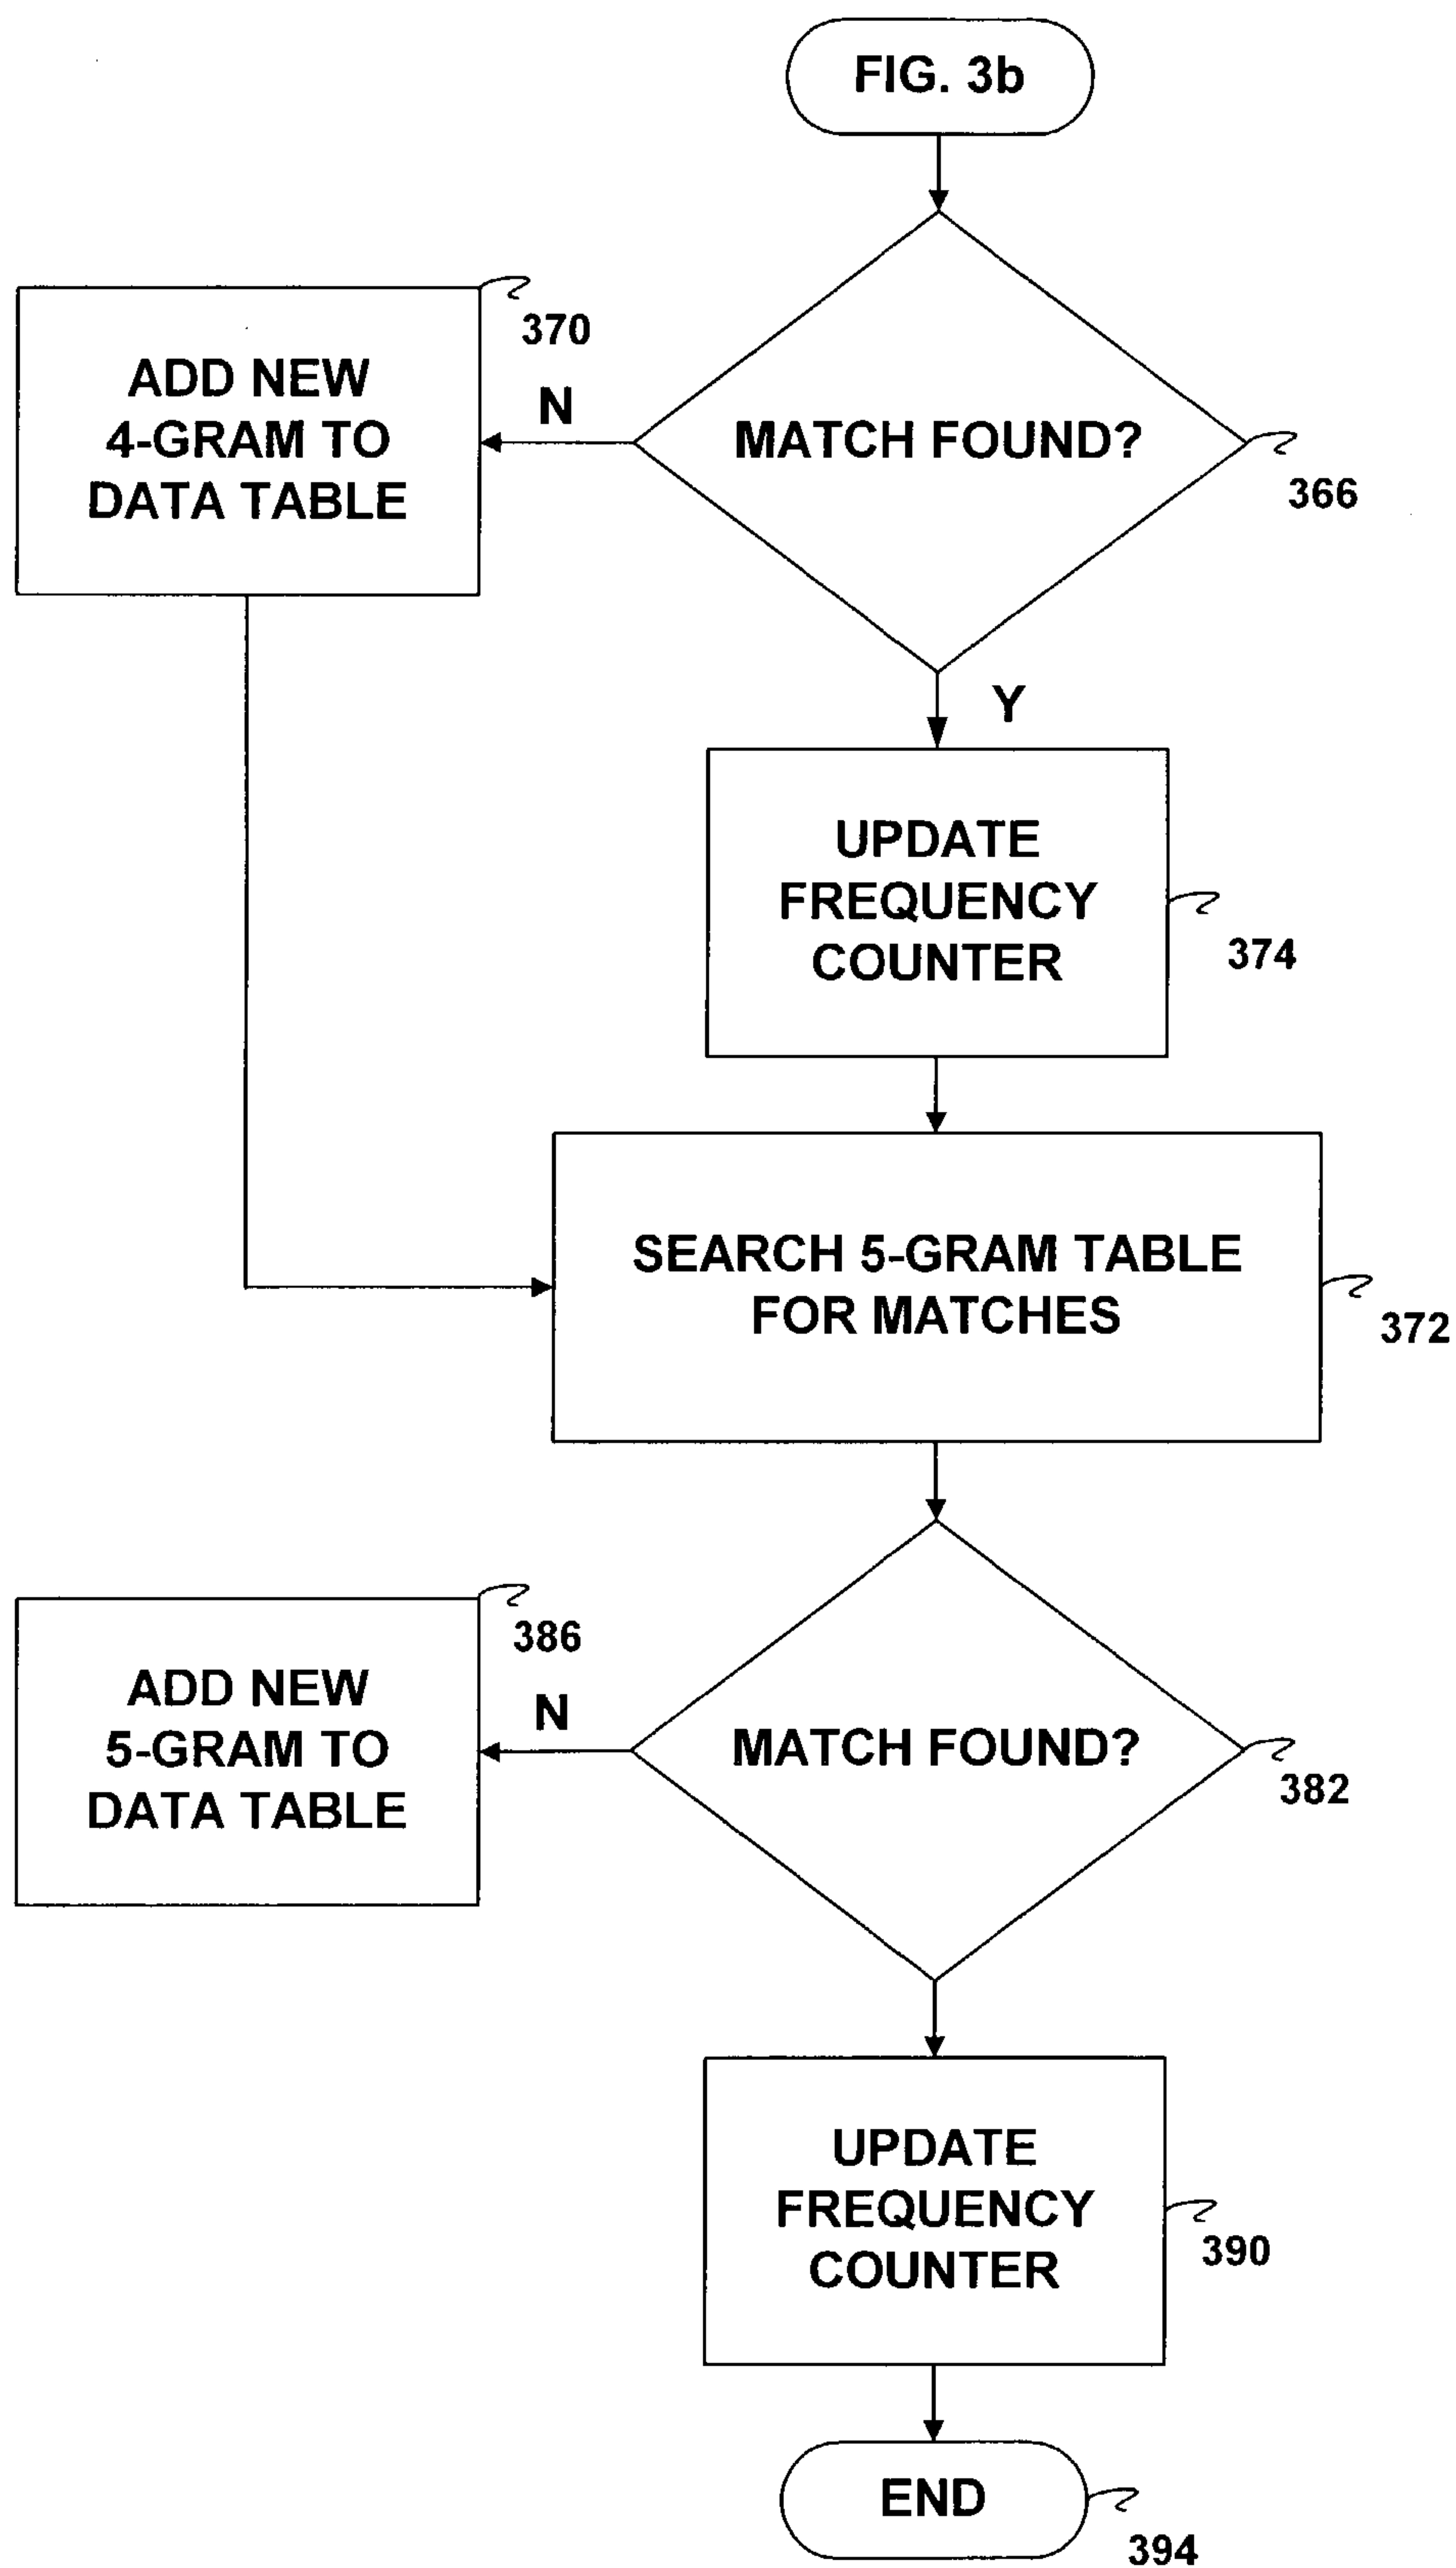 FIG. 3b
370
ADD NEW
4-GRAM TO
DATA TABLE
N
MATCH FOUND?
366
Y
UPDATE
FREQUENCY
COUNTER
374
SEARCH 5-GRAM TABLE
FOR MATCHES
372
386
ADD NEW
5-GRAM TO
DATA TABLE
N
MATCH FOUND?
382
UPDATE
FREQUENCY
COUNTER
390
END
394